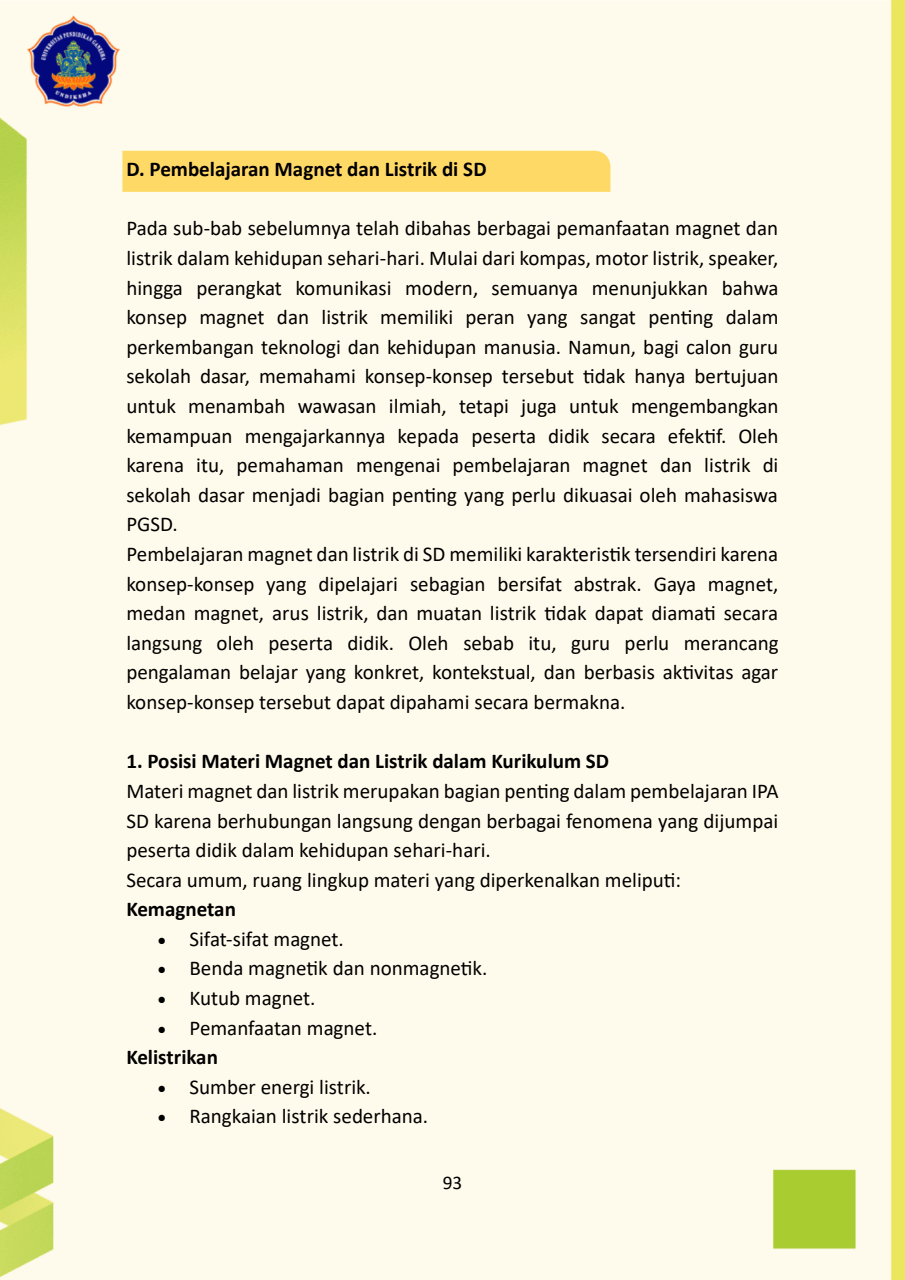 UNIVERSITAS PENDIDIKAN GANESHA
UNDIKSHA
D. Pembelajaran Magnet dan Listrik di SD
Pada sub-bab sebelumnya telah dibahas berbagai pemanfaatan magnet dan
listrik dalam kehidupan sehari-hari. Mulai dari kompas, motor listrik, speaker,
hingga perangkat komunikasi modern, semuanya menunjukkan bahwa
konsep magnet dan listrik memiliki peran yang sangat penting dalam
perkembangan teknologi dan kehidupan manusia. Namun, bagi calon guru
sekolah dasar, memahami konsep-konsep tersebut tidak hanya bertujuan
untuk menambah wawasan ilmiah, tetapi juga untuk mengembangkan
kemampuan mengajarkannya kepada peserta didik secara efektif. Oleh
karena itu, pemahaman mengenai pembelajaran magnet dan listrik di
sekolah dasar menjadi bagian penting yang perlu dikuasai oleh mahasiswa
PGSD.
Pembelajaran magnet dan listrik di SD memiliki karakteristik tersendiri karena
konsep-konsep yang dipelajari sebagian bersifat abstrak. Gaya magnet,
medan magnet, arus listrik, dan muatan listrik tidak dapat diamati secara
langsung oleh peserta didik. Oleh sebab itu, guru perlu merancang
pengalaman belajar yang konkret, kontekstual, dan berbasis aktivitas agar
konsep-konsep tersebut dapat dipahami secara bermakna.
1. Posisi Materi Magnet dan Listrik dalam Kurikulum SD
Materi magnet dan listrik merupakan bagian penting dalam pembelajaran IPA
SD karena berhubungan langsung dengan berbagai fenomena yang dijumpai
peserta didik dalam kehidupan sehari-hari.
Secara umum, ruang lingkup materi yang diperkenalkan meliputi:
Kemagnetan
• Sifat-sifat magnet.
• Benda magnetik dan nonmagnetik.
• Kutub magnet.
• Pemanfaatan magnet.
Kelistrikan
• Sumber energi listrik.
• Rangkaian listrik sederhana.
93